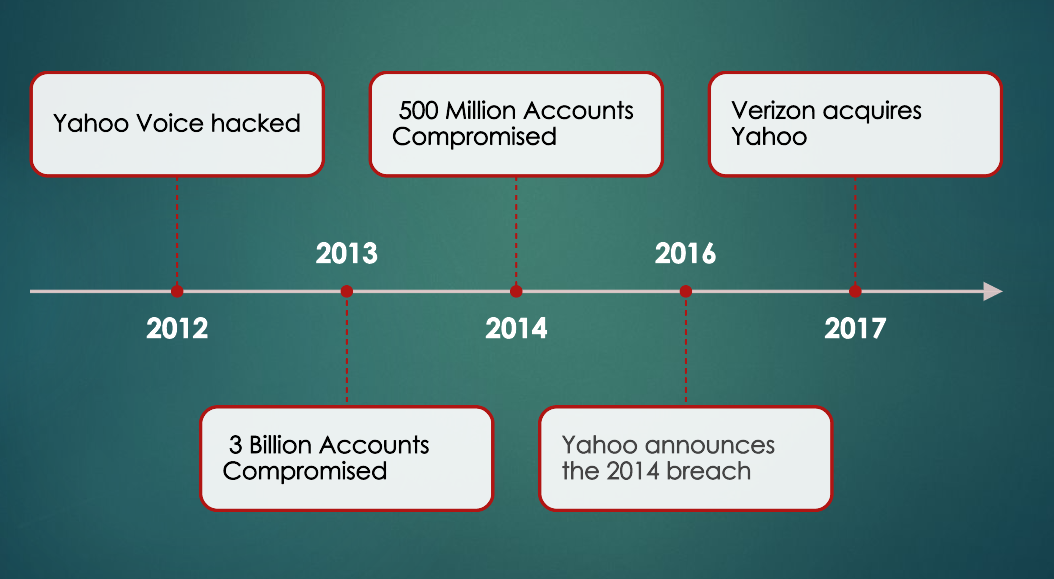 Yahoo Voice hacked
500 Million Accounts
Compromised
Verizon acquires
Yahoo
2013
2016
2012
2014
2017
3 Billion Accounts
Compromised
Yahoo announces
the 2014 breach